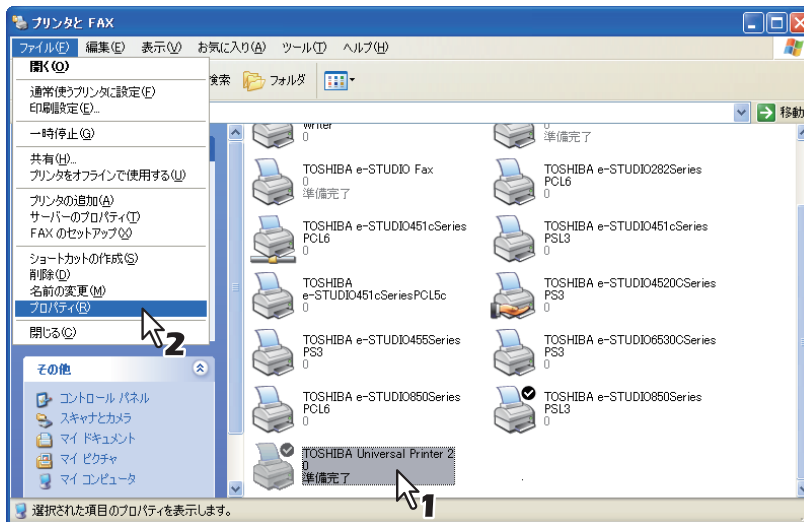 プリンタと FAX
ファイル(F) 編集(E) 表示(V) お気に入り(A) ツール(T) ヘルプ(H)
開く(O)
通常使うプリンタに設定(F)
印刷設定(E)...
一時停止(G)
共有(H)...
プリンタをオフラインで使用する(U)
プリンタの追加(A)
サーバーのプロパティ(T)
FAX のセットアップ(X)
ショートカットの作成(S)
削除(D)
名前の変更(M)
プロパティ(R)
閉じる(C)
2
検索 フォルダ
移動
Writer
0
0
準備完了
TOSHIBA e-STUDIO Fax
0
準備完了
TOSHIBA e-STUDIO282Series
PCL6
0
TOSHIBA e-STUDIO451cSeries
PCL6
0
TOSHIBA e-STUDIO451cSeries
PSL3
0
TOSHIBA
e-STUDIO451cSeriesPCL5c
0
TOSHIBA e-STUDIO4520CSeries
PS3
0
TOSHIBA e-STUDIO455Series
PS3
0
TOSHIBA e-STUDIO6530CSeries
PS3
0
TOSHIBA e-STUDIO850Series
PCL6
0
TOSHIBA e-STUDIO850Series
PSL3
0
TOSHIBA Universal Printer 2
0
準備完了
1
その他
コントロール パネル
スキャナとカメラ
マイ ドキュメント
マイ ピクチャ
マイ コンピュータ
選択された項目のプロパティを表示します。